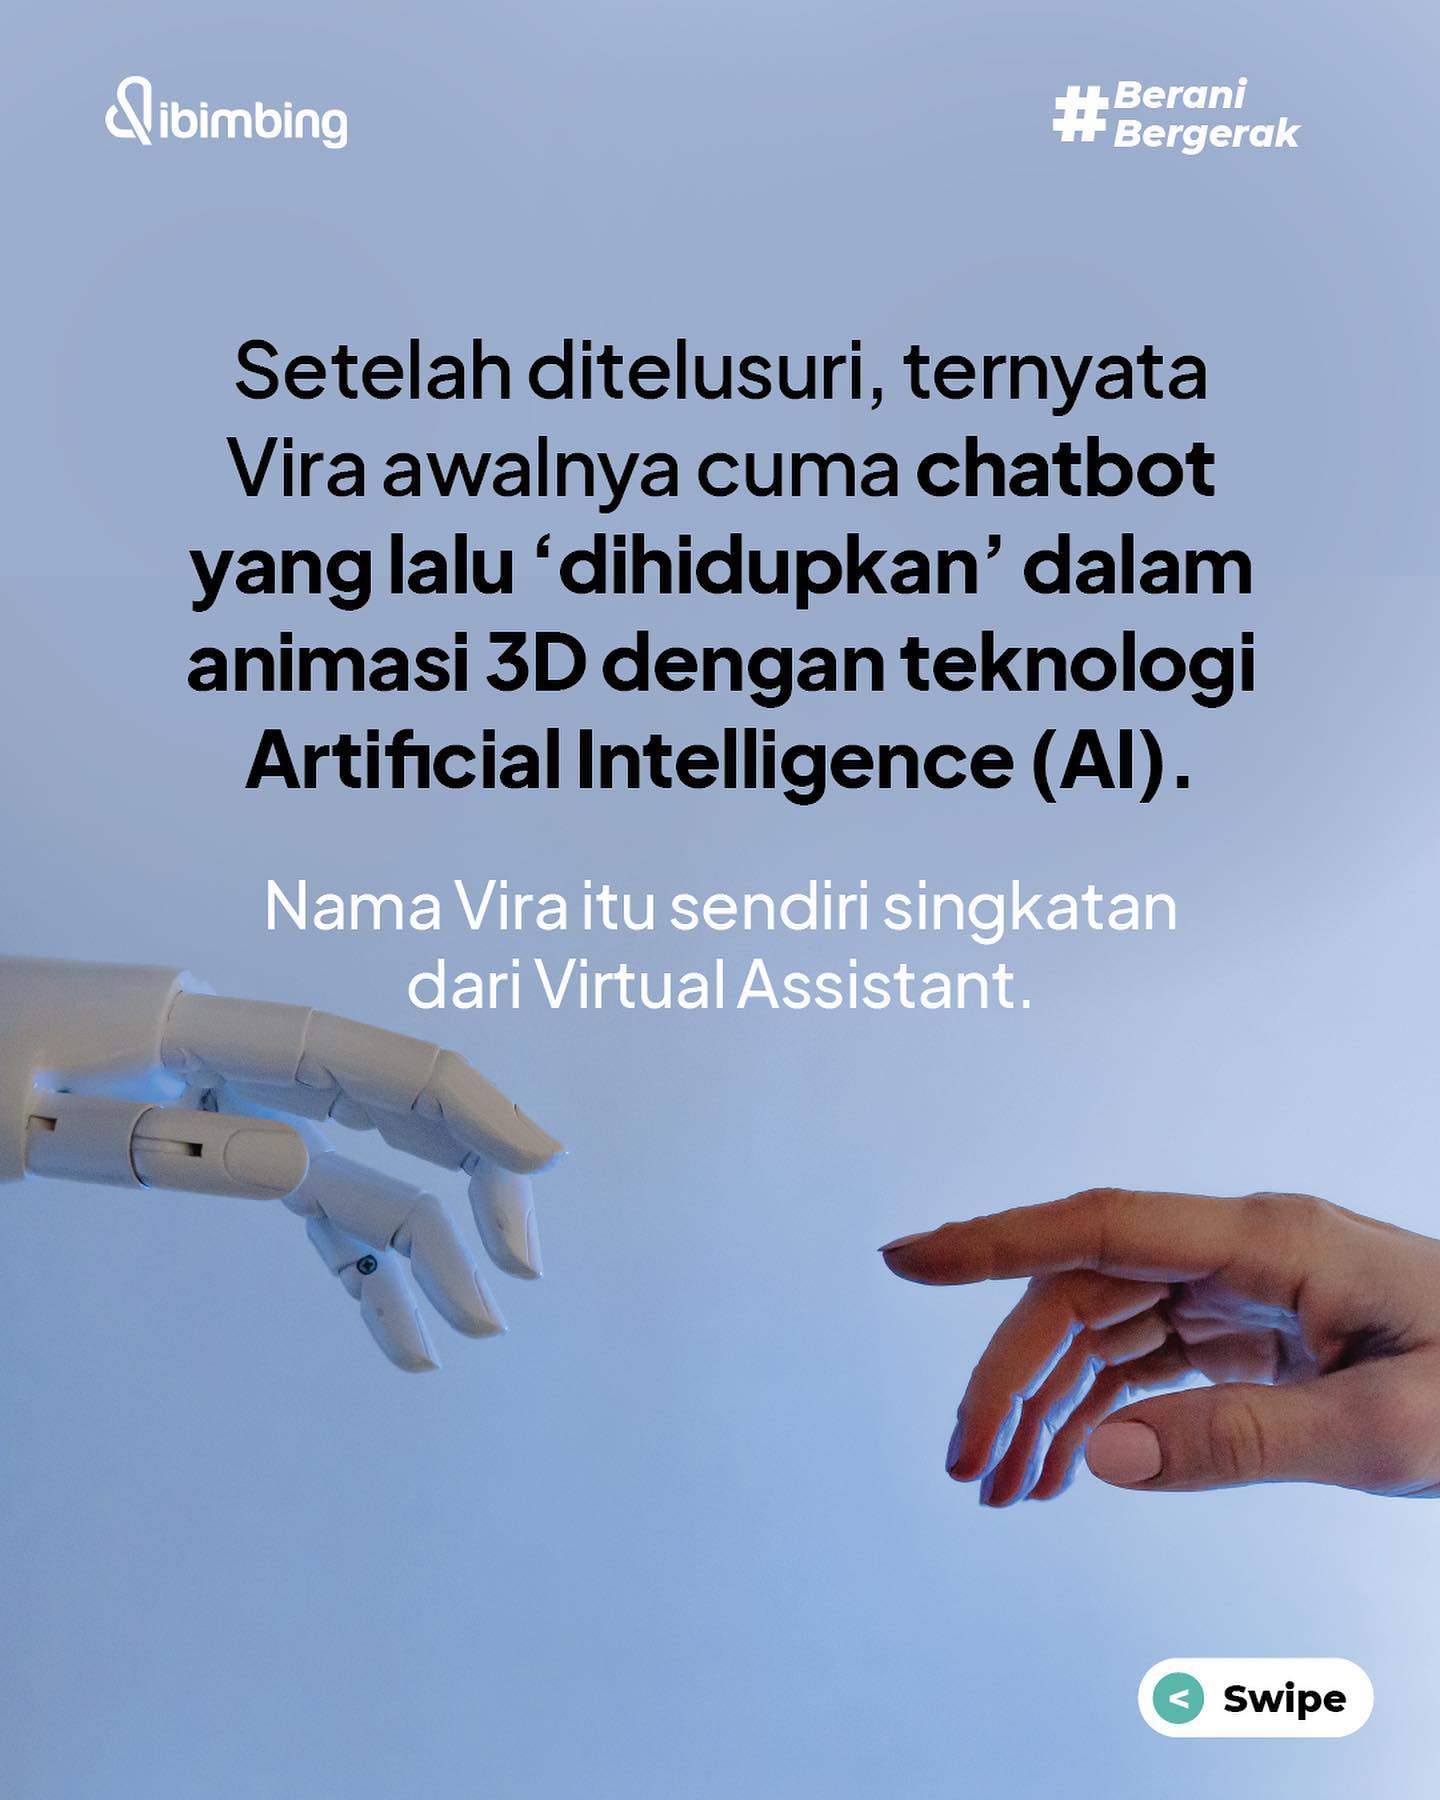 dibimbing
#Berani
Bergerak
Setelah ditelusuri, ternyata
Vira awalnya cuma chatbot
yang lalu ‘dihidupkan’ dalam
animasi 3D dengan teknologi
Artificial Intelligence (AI).
Nama Vira itu sendiri singkatan
dari Virtual Assistant.
< Swipe